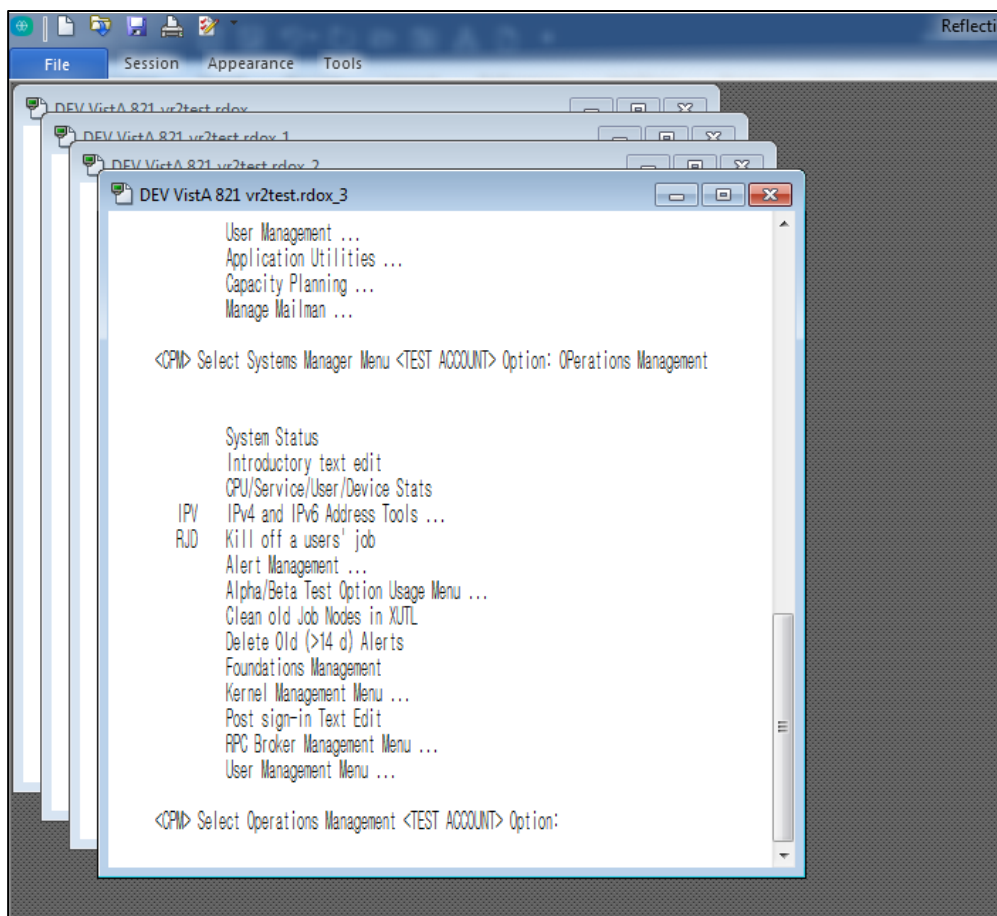 Reflecti
File Session Appearance Tools
DEV VistA 821 vr2test.rdox
DEV VistA 821 vr2test.rdox_1
DEV VistA 821 vr2test.rdox_2
DEV VistA 821 vr2test.rdox_3
User Management ...
Application Utilities ...
Capacity Planning ...
Manage Mailman ...
<CPM> Select Systems Manager Menu <TEST ACCOUNT> Option: OPerations Management
System Status
Introductory text edit
CPU/Service/User/Device Stats
IPV IPv4 and IPv6 Address Tools ...
RJD Kill off a users' job
Alert Management ...
Alpha/Beta Test Option Usage Menu ...
Clean old Job Nodes in XUTL
Delete Old (>14 d) Alerts
Foundations Management
Kernel Management Menu ...
Post sign-in Text Edit
RPC Broker Management Menu ...
User Management Menu ...
<CPM> Select Operations Management <TEST ACCOUNT> Option: